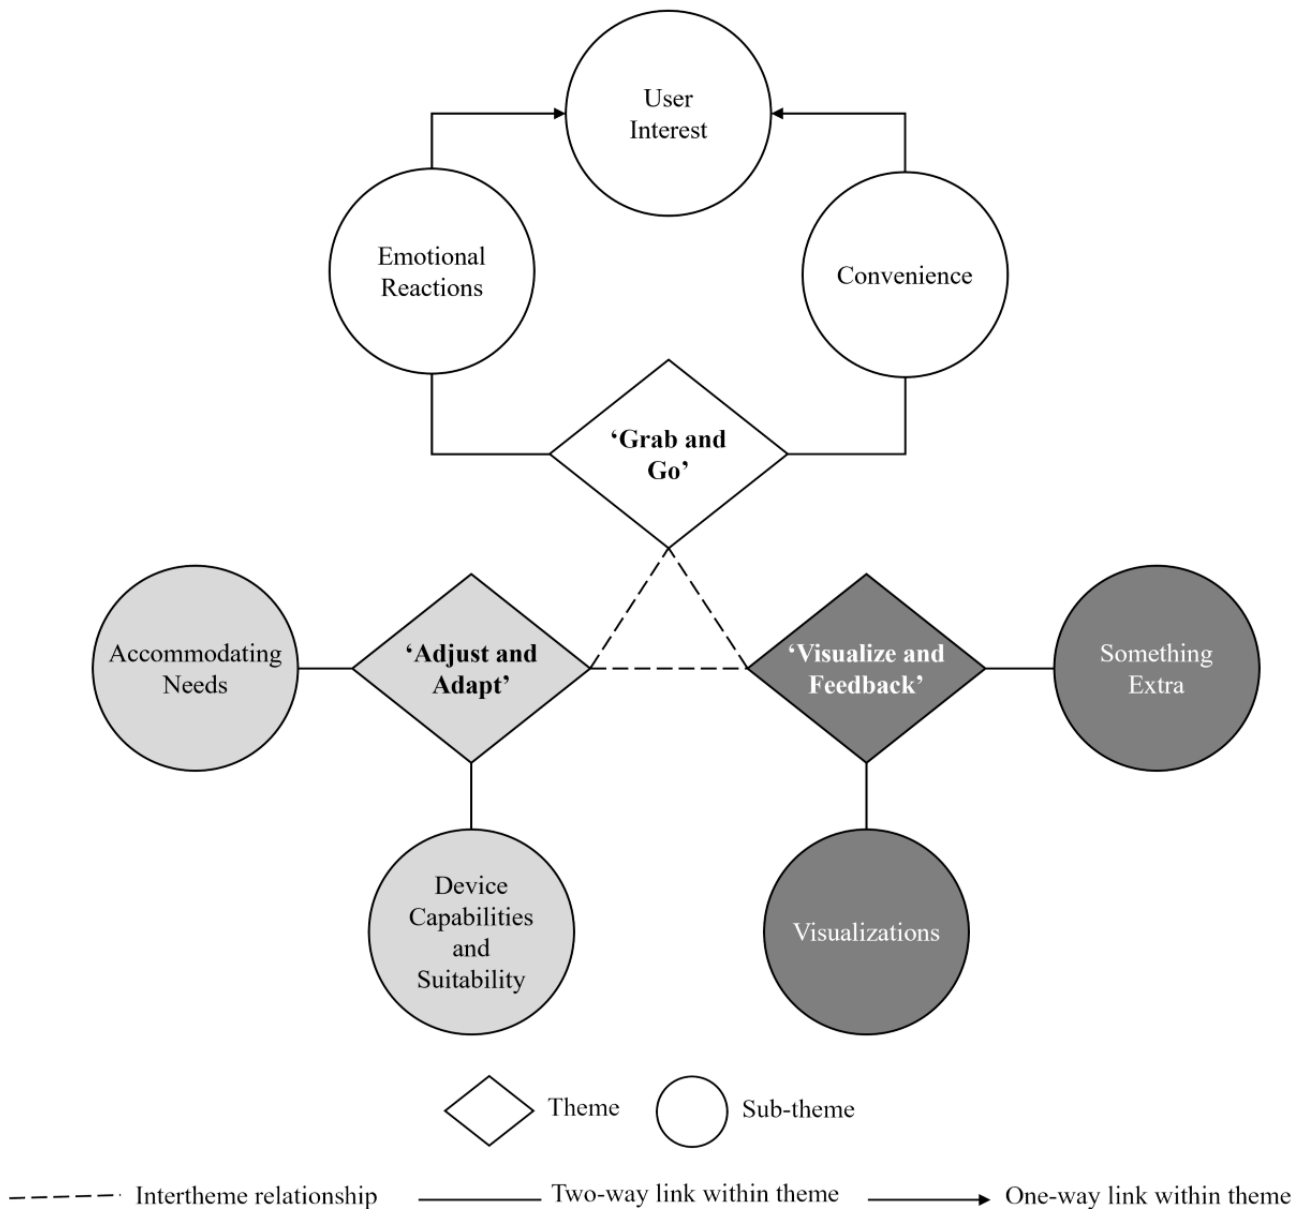 User
Interest
Emotional
Reactions
Convenience
‘Grab and
Go’
Accommodating
Needs
‘Adjust and
Adapt’
‘Visualize and
Feedback’
Something
Extra
Device
Capabilities
and
Suitability
Visualizations
Theme
Sub-theme
Intertheme relationship
Two-way link within theme
One-way link within theme